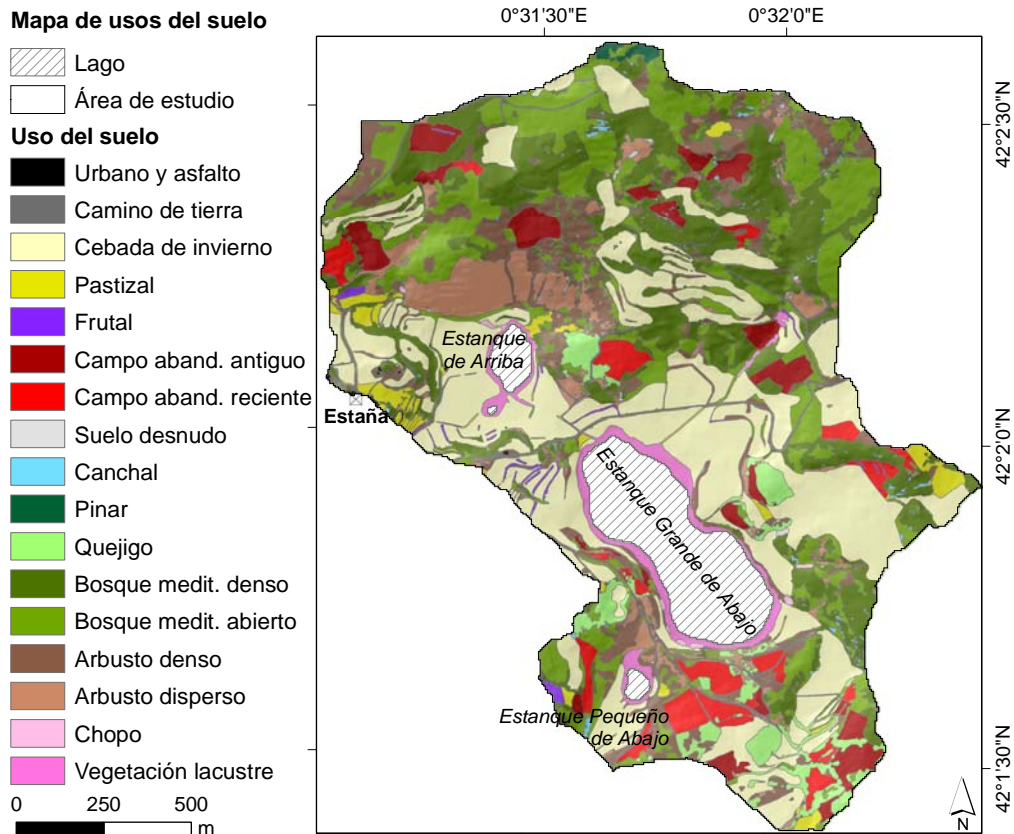 Mapa de usos del suelo
Lago
Área de estudio
Uso del suelo
Urbano y asfalto
Camino de tierra
Cebada de invierno
Pastizal
Frutal
Campo aband. antiguo
Campo aband. reciente
Suelo desnudo
Canchal
Pinar
Quejigo
Bosque medit. denso
Bosque medit. abierto
Arbusto denso
Arbusto disperso
Chopo
Vegetación lacustre
0 250 500
m
0°31'30"E 0°32'0"E
42°2'30"N
42°2'0"N
42°1'30"N
Estanque
de Arriba
Estaña
Estanque Grande de Abajo
Estanque Pequeño
de Abajo
N